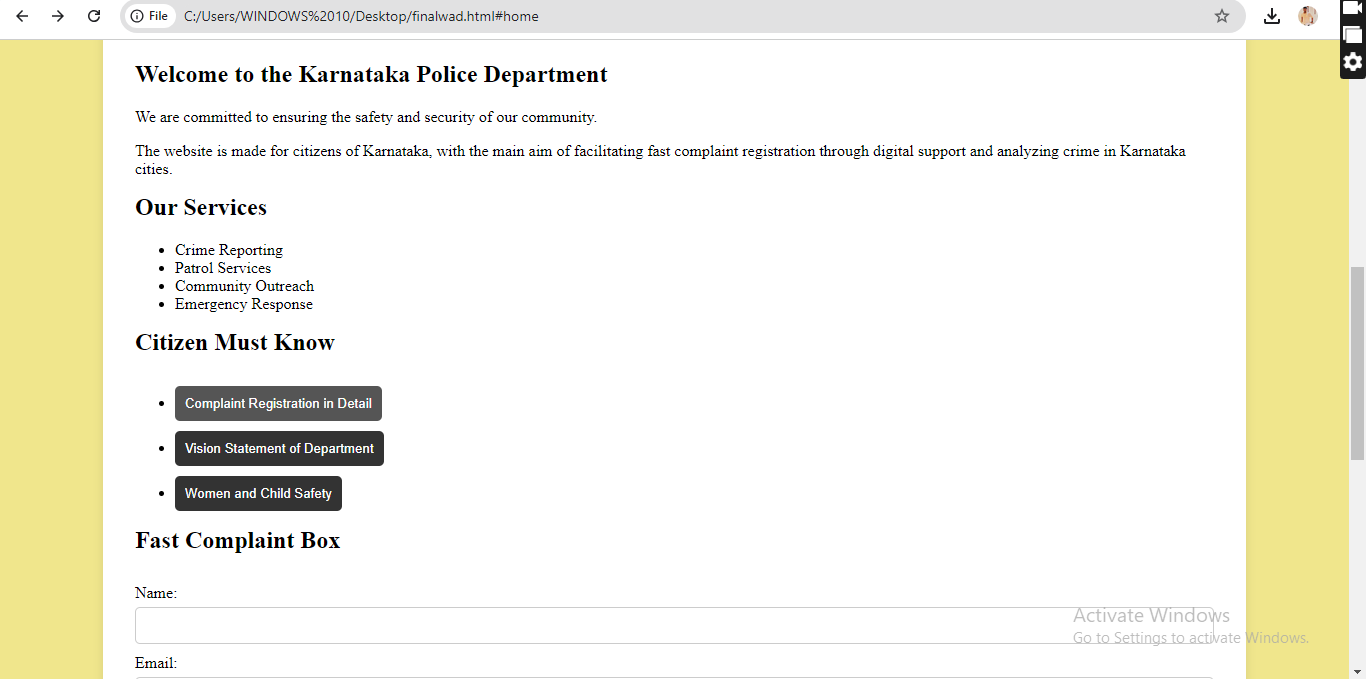 File C:/Users/WINDOWS%2010/Desktop/finalwad.html#home
Welcome to the Karnataka Police Department
We are committed to ensuring the safety and security of our community.
The website is made for citizens of Karnataka, with the main aim of facilitating fast complaint registration through digital support and analyzing crime in Karnataka
cities.
Our Services
Crime Reporting
Patrol Services
Community Outreach
Emergency Response
Citizen Must Know
Complaint Registration in Detail
Vision Statement of Department
Women and Child Safety
Fast Complaint Box
Name:
Activate Windows
Go to Settings to activate Windows.
Email: